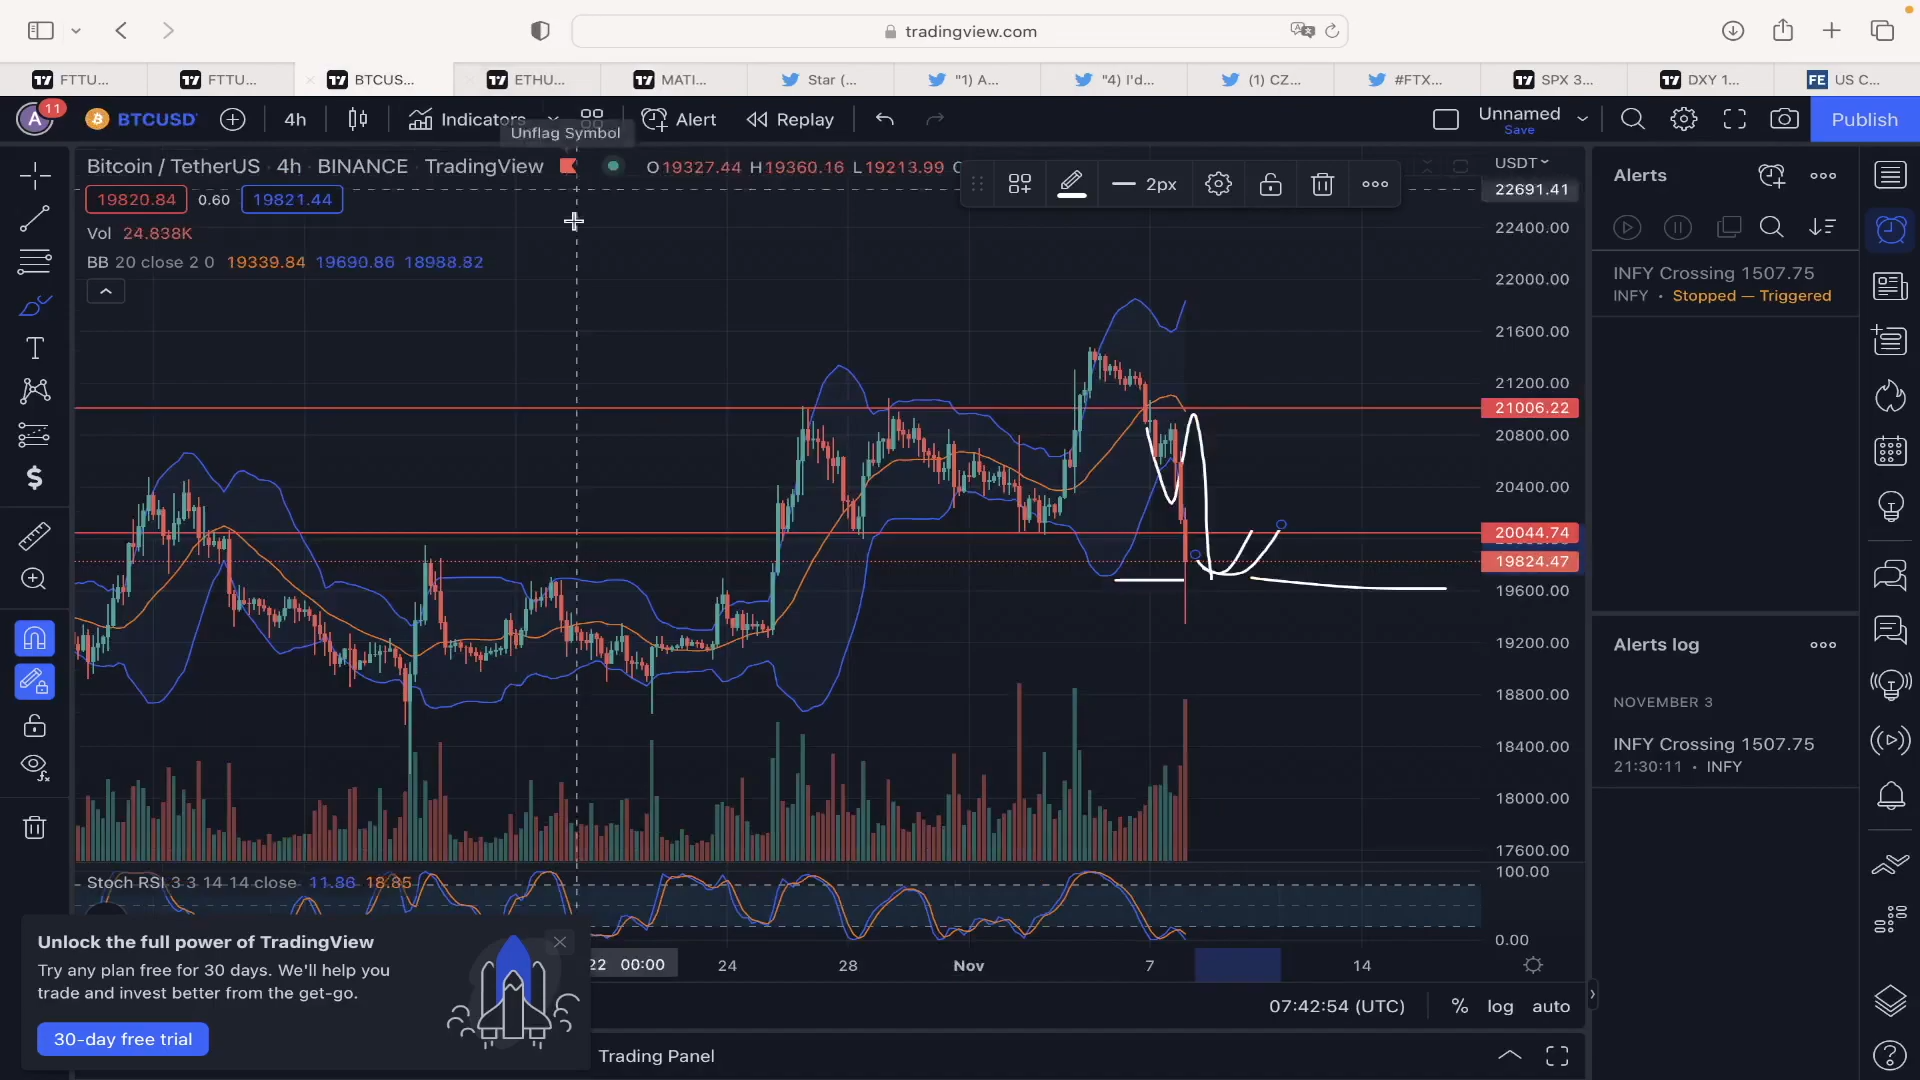 tradingview.com
FTTU... FTTU... BTCUS... ETHU... MATI... Star (... "1) A... "4) I'd... (1) CZ... #FTX... SPX 3... DXY 1... FE US C...
A 11 BTCUSD 4h Indicators Alert Replay Unnamed Publish
Save
Unflag Symbol
Bitcoin / TetherUS · 4h · BINANCE · TradingView O19327.44 H19360.16 L19213.99
19820.84 0.60 19821.44
Vol 24.838K
BB 20 close 2 0 19339.84 19690.86 18988.82
2px
USDT
22691.41
22400.00
22000.00
21600.00
21200.00
21006.22
20800.00
20400.00
20044.74
19824.47
19600.00
19200.00
18800.00
18400.00
18000.00
17600.00
100.00
0.00
Stoch RSI 3 3 14 14 close 11.86 18.85
22 00:00 24 28 Nov 7 14
07:42:54 (UTC) % log auto
Trading Panel
Unlock the full power of TradingView
Try any plan free for 30 days. We'll help you
trade and invest better from the get-go.
30-day free trial
Alerts
INFY Crossing 1507.75
INFY · Stopped — Triggered
Alerts log
NOVEMBER 3
INFY Crossing 1507.75
21:30:11 · INFY